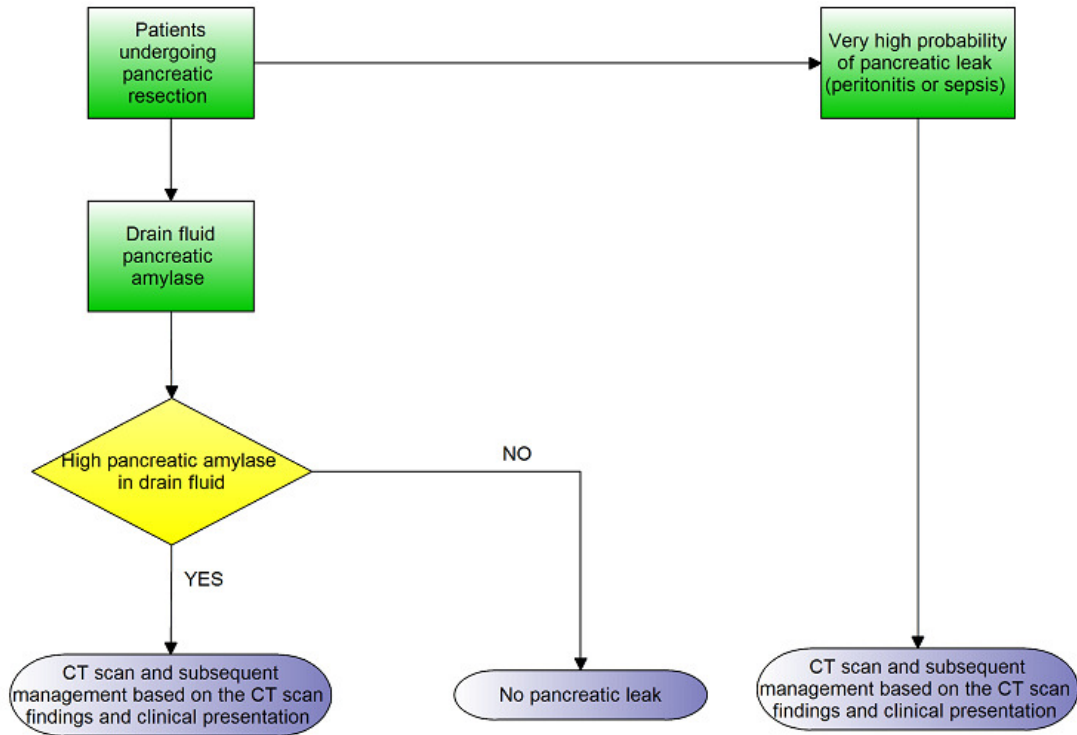 Patients
undergoing
pancreatic
resection
Very high probability
of pancreatic leak
(peritonitis or sepsis)
Drain fluid
pancreatic
amylase
High pancreatic amylase
in drain fluid
NO
YES
CT scan and subsequent
management based on the CT scan
findings and clinical presentation
No pancreatic leak
CT scan and subsequent
management based on the CT scan
findings and clinical presentation